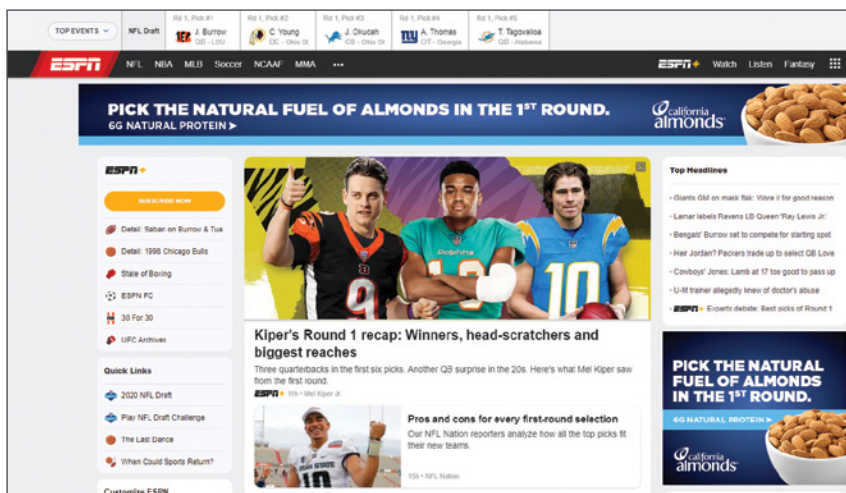 TOP EVENTS
NFL Draft
Rd 1, Pick #1
J. Burrow
QB - LSU
Rd 1, Pick #2
C. Young
DE - Ohio St
Rd 1, Pick #3
J. Okudah
CB - Ohio St
Rd 1, Pick #4
A. Thomas
OT - Georgia
Rd 1, Pick #5
T. Tagovailoa
QB - Alabama
ESPN
NFL NBA MLB Soccer NCAAF MMA •••
ESPN+ Watch Listen Fantasy
PICK THE NATURAL FUEL OF ALMONDS IN THE 1ST ROUND.
6G NATURAL PROTEIN
california
almonds
ESPN+
SUBSCRIBE NOW
Detail: Saban on Burrow & Tua
Detail: 1998 Chicago Bulls
State of Boxing
ESPN FC
30 For 30
UFC Archives
Quick Links
2020 NFL Draft
Play NFL Draft Challenge
The Last Dance
When Could Sports Return?
Customize ESPN
9
Dolphins
10
Kiper's Round 1 recap: Winners, head-scratchers and
biggest reaches
Three quarterbacks in the first six picks. Another QB surprise in the 20s. Here's what Mel Kiper saw
from the first round.
ESPN+ 11h • Mel Kiper Jr.
10
Pros and cons for every first-round selection
Our NFL Nation reporters analyze how all the top picks fit
their new teams.
15h • NFL Nation
Top Headlines
Giants GM on mask flak: Wore it for good reason
Lamar labels Ravens LB Queen 'Ray Lewis Jr.'
Bengals' Burrow set to compete for starting spot
Heir Jordan? Packers trade up to select QB Love
Cowboys' Jones: Lamb at 17 too good to pass up
U-M trainer allegedly knew of doctor's abuse
ESPN+ Experts debate: Best picks of Round 1
PICK THE NATURAL
FUEL OF ALMONDS
IN THE 1ST ROUND.
6G NATURAL PROTEIN
california
almonds